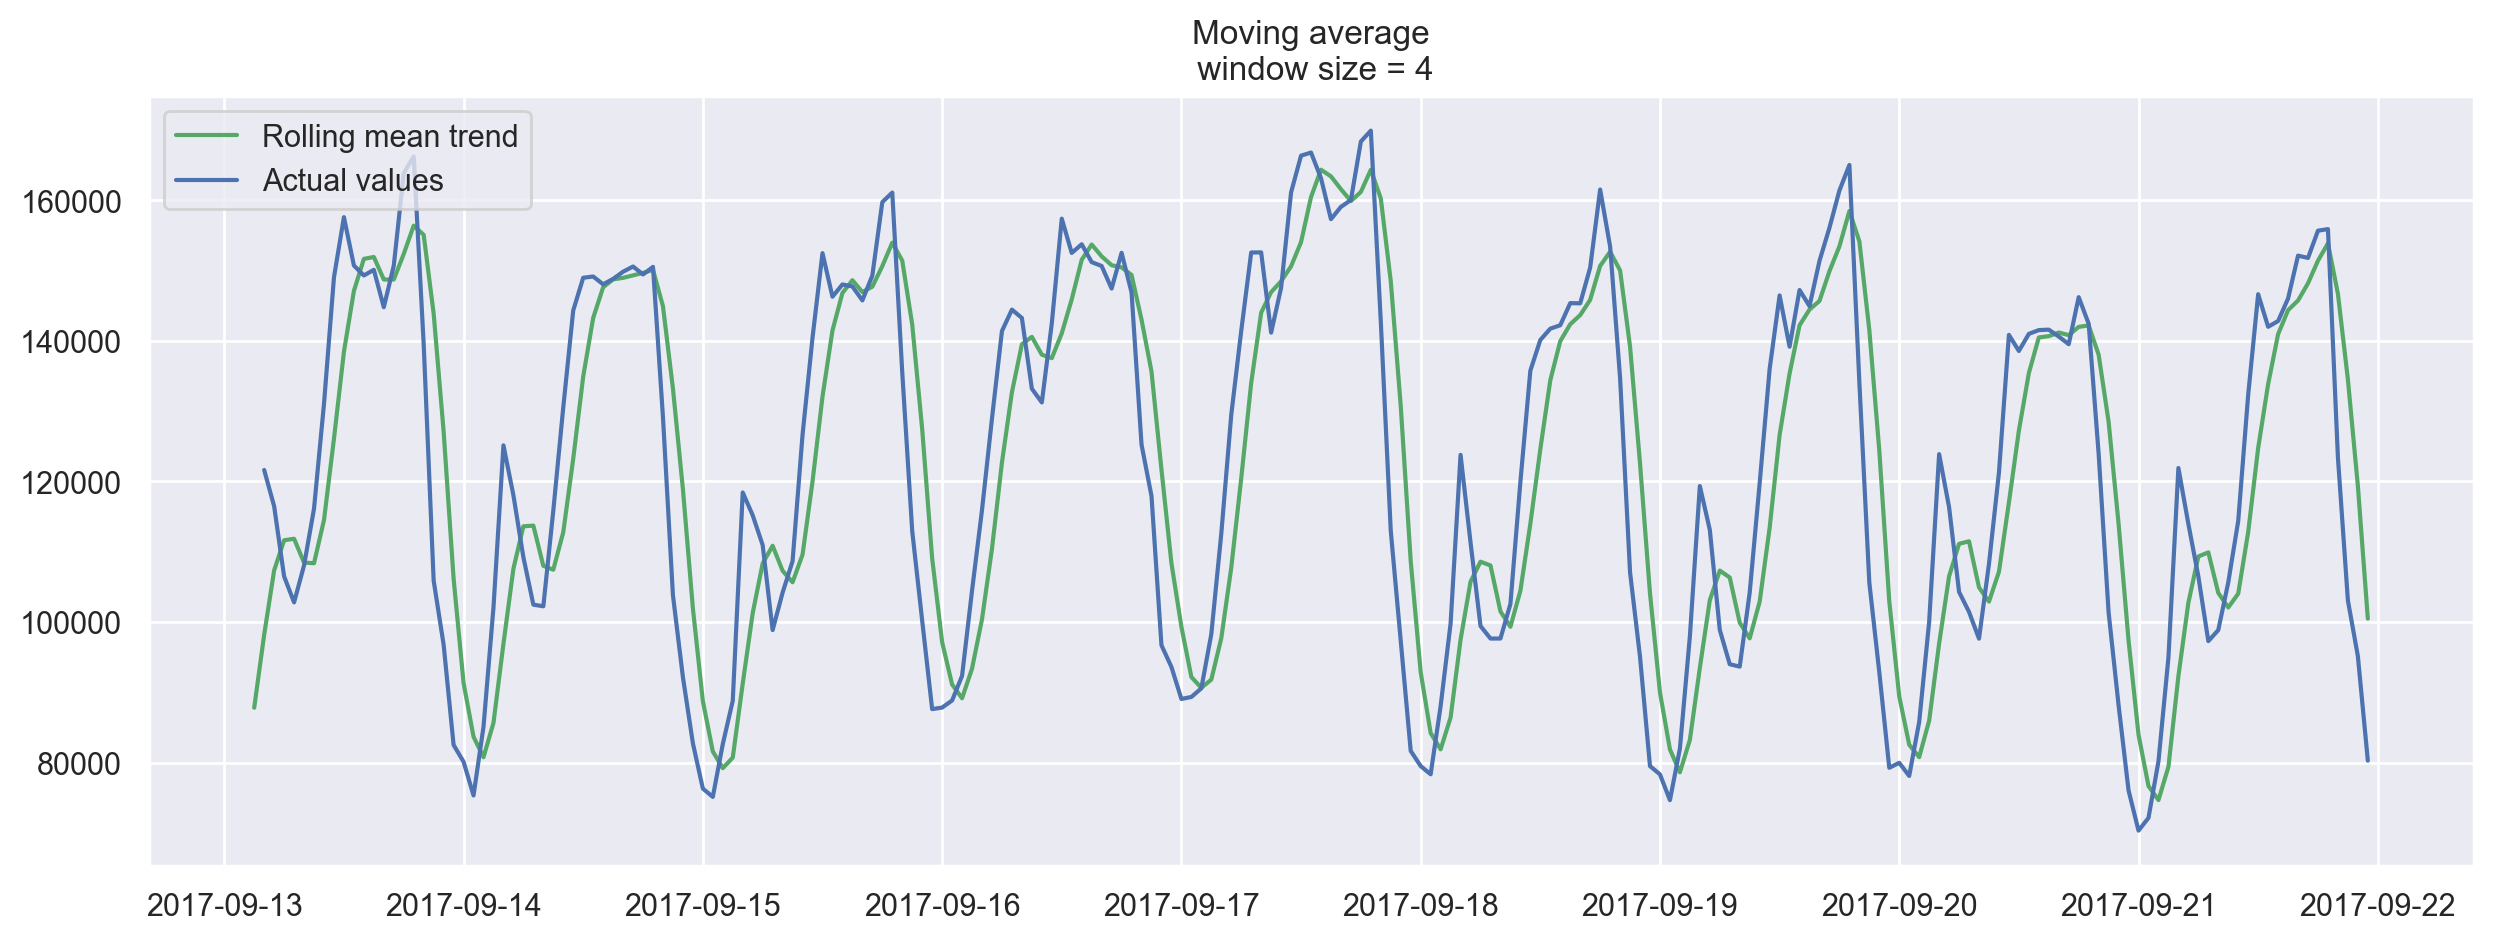 Moving average
window size = 4
Rolling mean trend
Actual values
160000
140000
120000
100000
80000
2017-09-13 2017-09-14 2017-09-15 2017-09-16 2017-09-17 2017-09-18 2017-09-19 2017-09-20 2017-09-21 2017-09-22